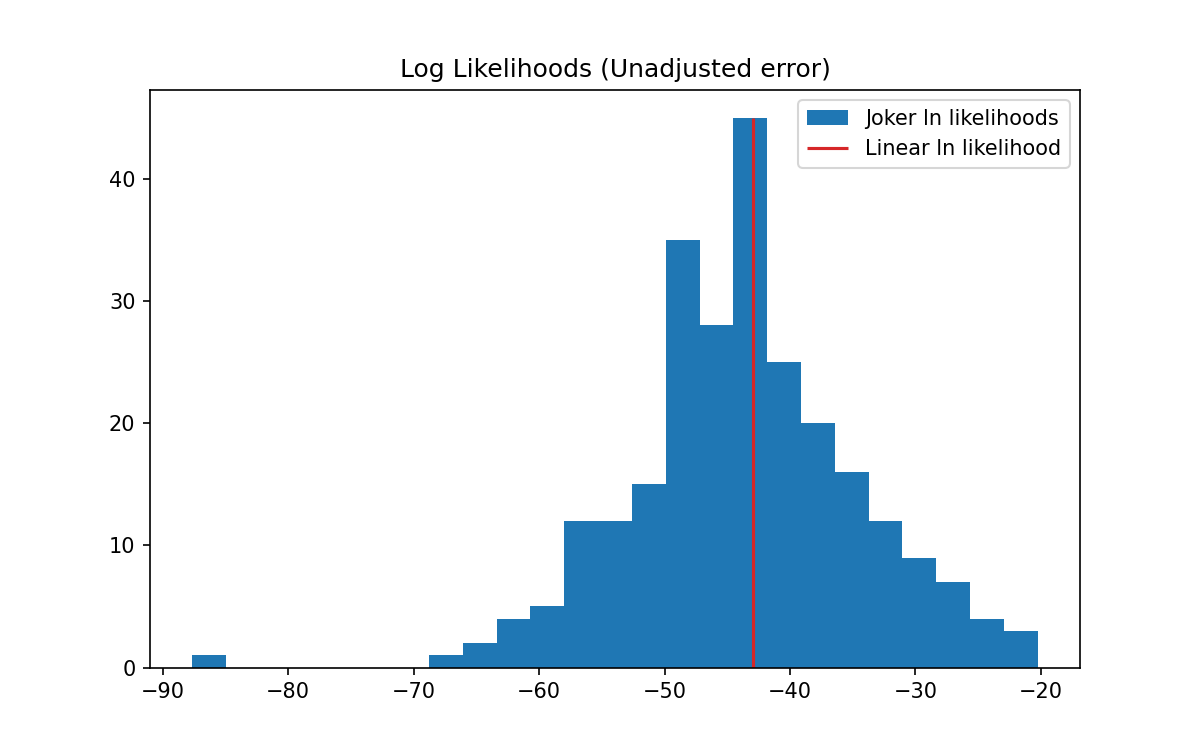 Log Likelihoods (Unadjusted error)
Joker ln likelihoods
Linear ln likelihood
40
30
20
10
0
−90 −80 −70 −60 −50 −40 −30 −20